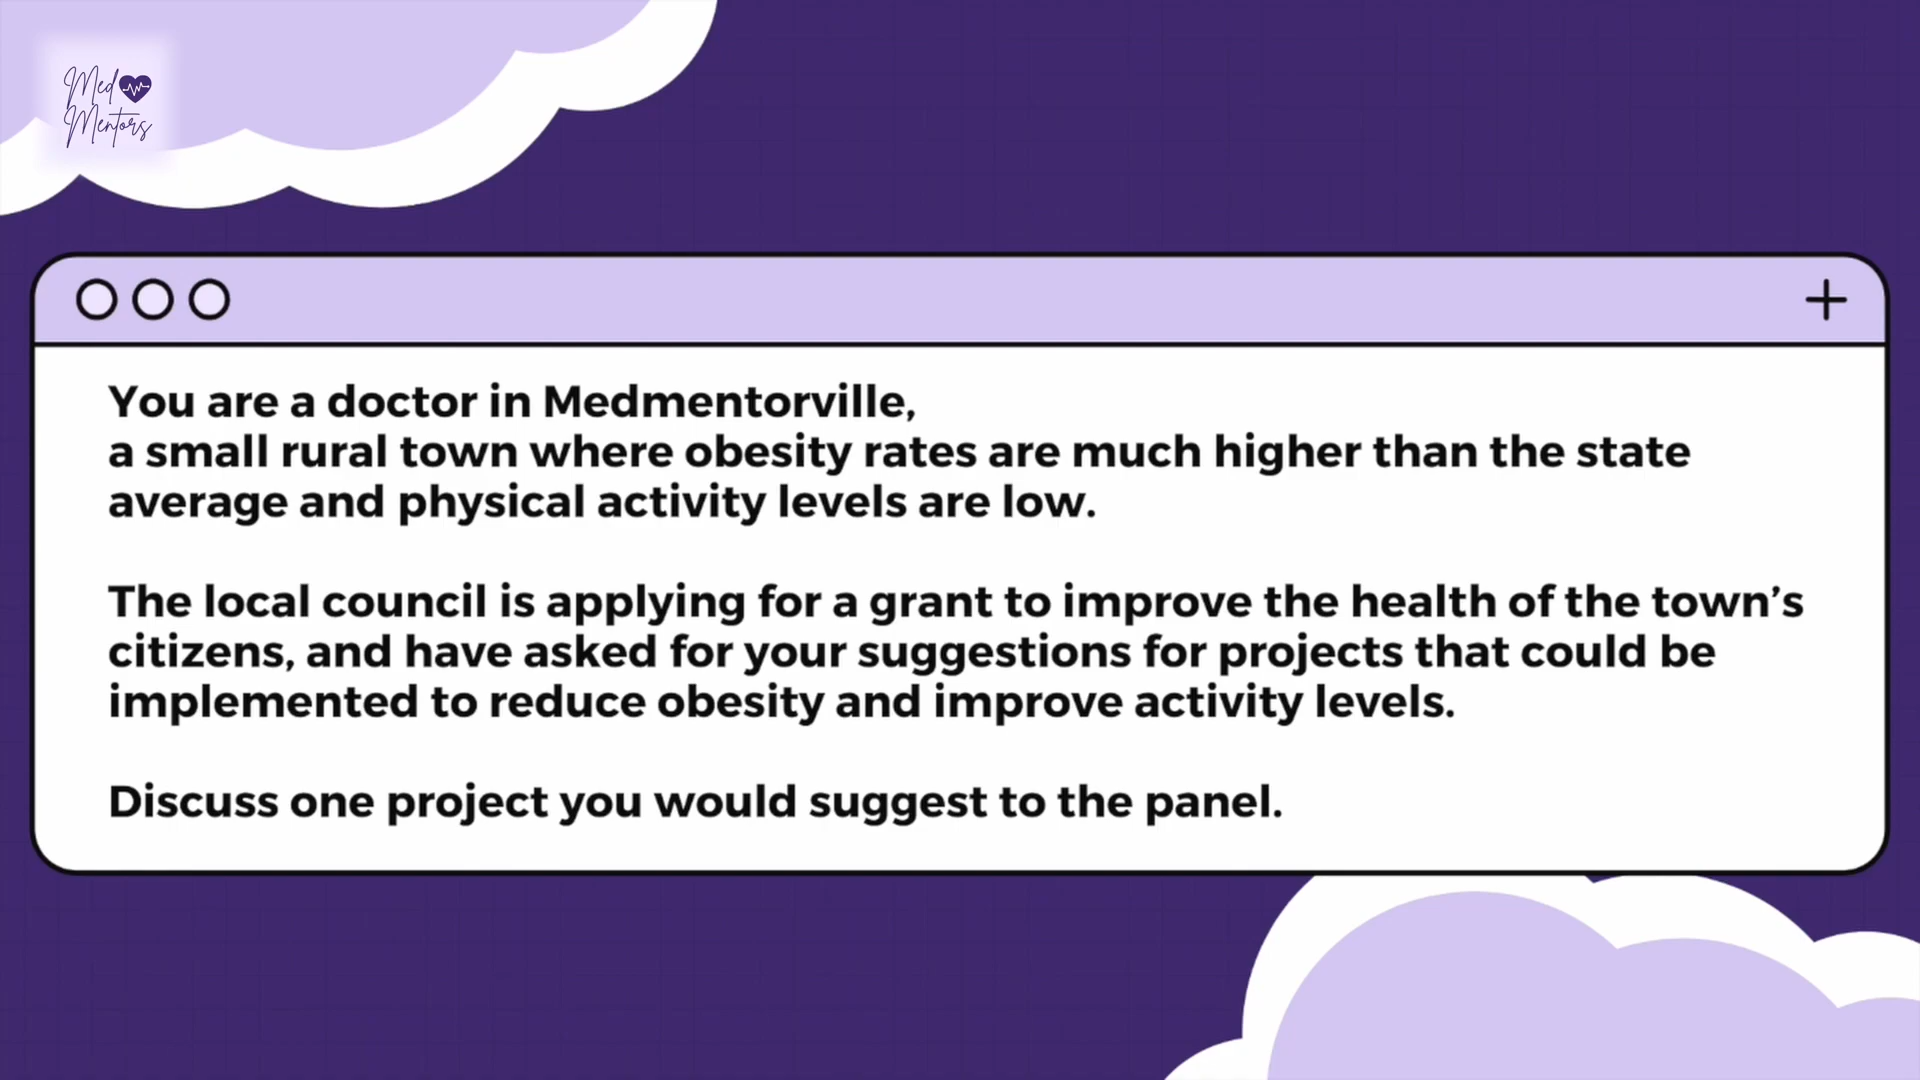 Med
Mentors
You are a doctor in Medmentorville,
a small rural town where obesity rates are much higher than the state
average and physical activity levels are low.
The local council is applying for a grant to improve the health of the town’s
citizens, and have asked for your suggestions for projects that could be
implemented to reduce obesity and improve activity levels.
Discuss one project you would suggest to the panel.